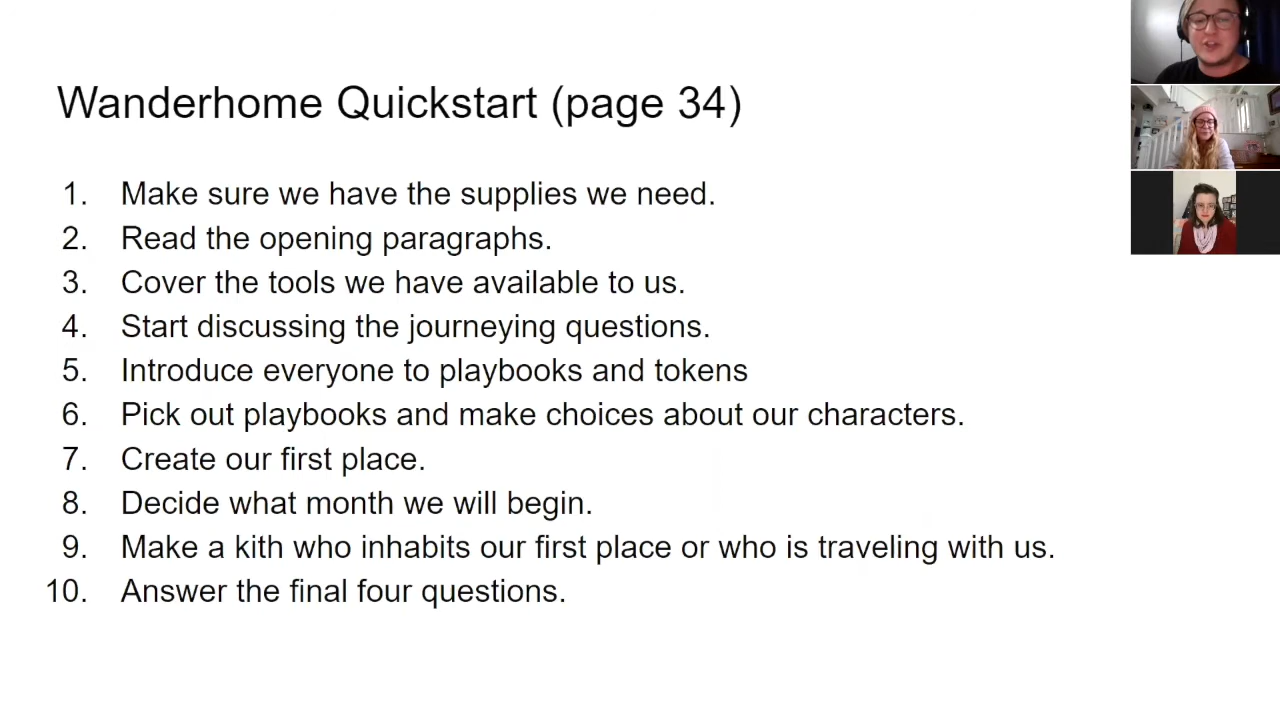 Wanderhome Quickstart (page 34)
1. Make sure we have the supplies we need.
2. Read the opening paragraphs.
3. Cover the tools we have available to us.
4. Start discussing the journeying questions.
5. Introduce everyone to playbooks and tokens
6. Pick out playbooks and make choices about our characters.
7. Create our first place.
8. Decide what month we will begin.
9. Make a kith who inhabits our first place or who is traveling with us.
10. Answer the final four questions.